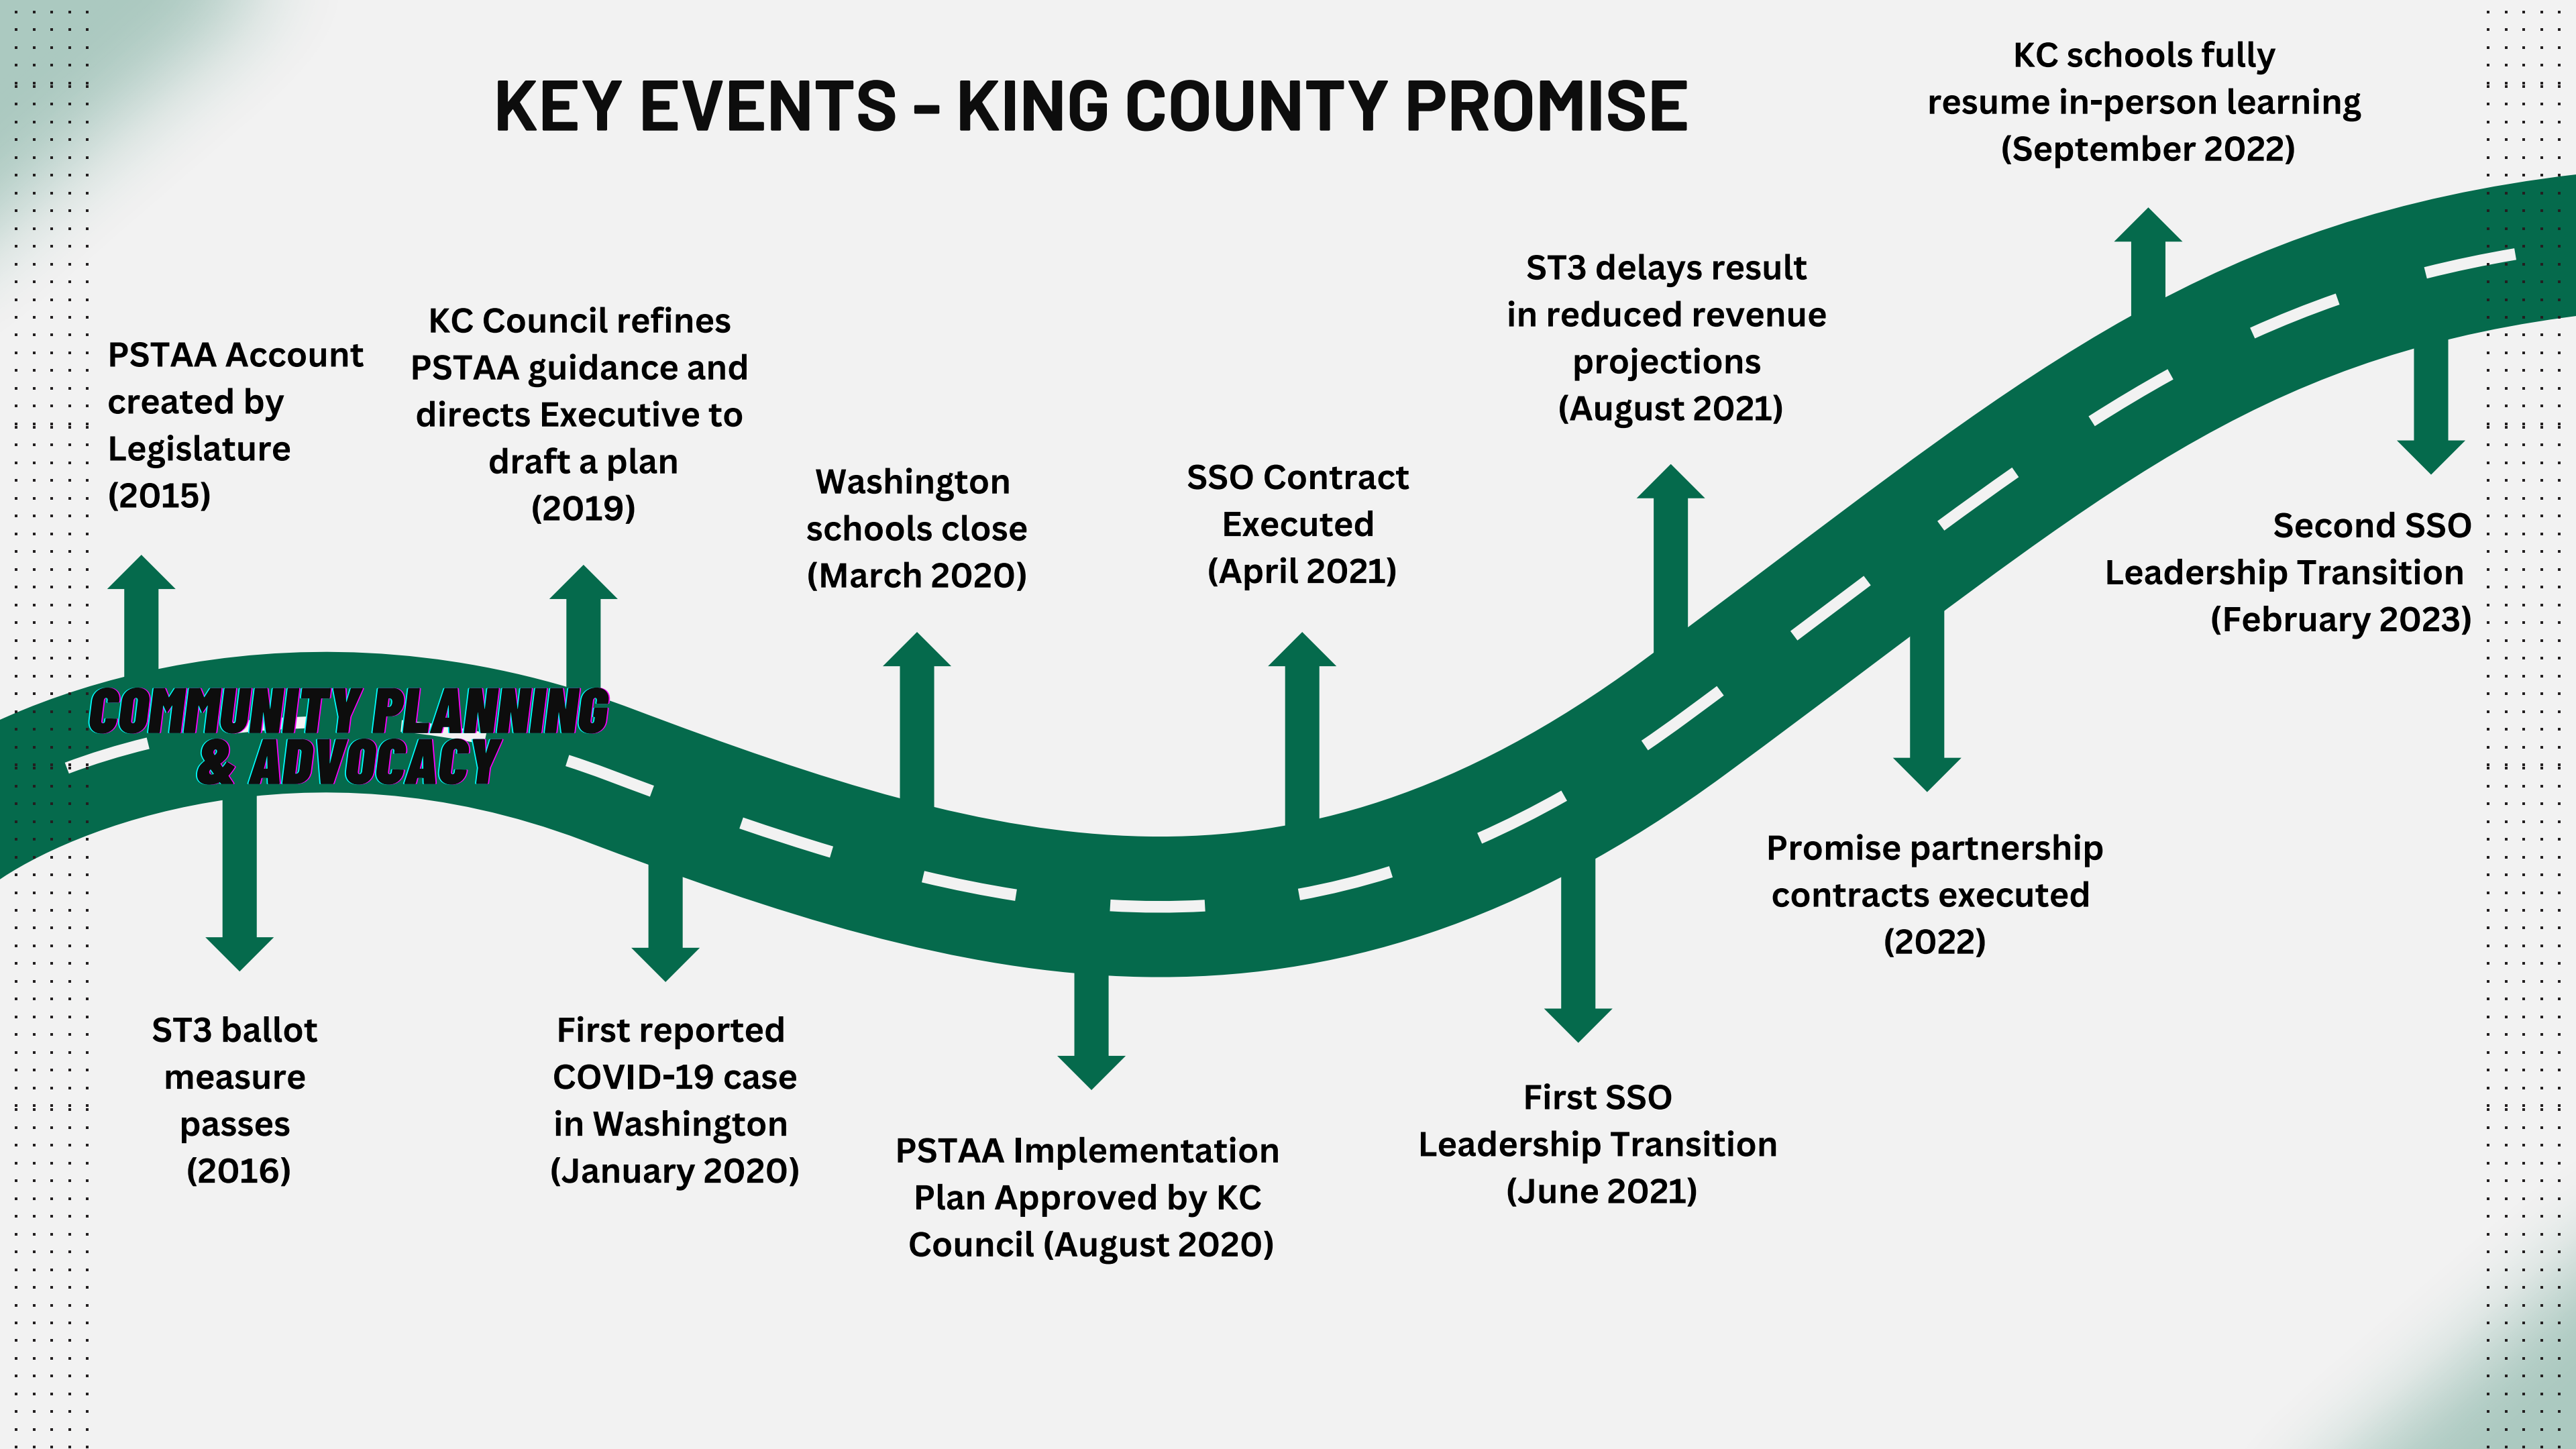 KEY EVENTS - KING COUNTY PROMISE
PSTAA Account
created by
Legislature
(2015)
ST3 ballot
measure
passes
(2016)
COMMUNITY PLANNING
& ADVOCACY
KC Council refines
PSTAA guidance and
directs Executive to
draft a plan
(2019)
First reported
COVID-19 case
in Washington
(January 2020)
Washington
schools close
(March 2020)
PSTAA Implementation
Plan Approved by KC
Council (August 2020)
SSO Contract
Executed
(April 2021)
First SSO
Leadership Transition
(June 2021)
ST3 delays result
in reduced revenue
projections
(August 2021)
Promise partnership
contracts executed
(2022)
KC schools fully
resume in-person learning
(September 2022)
Second SSO
Leadership Transition
(February 2023)